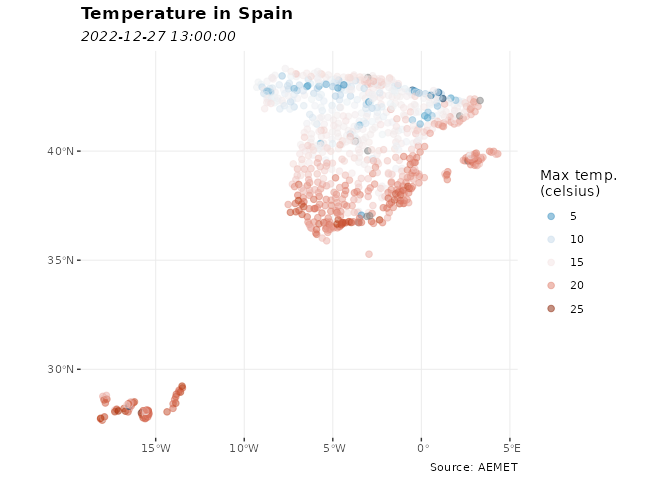 Temperature in Spain
2022-12-27 13:00:00
40°N
35°N
30°N
15°W
10°W
5°W
0°
5°E
Max temp.
(celsius)
5
10
15
20
25
Source: AEMET